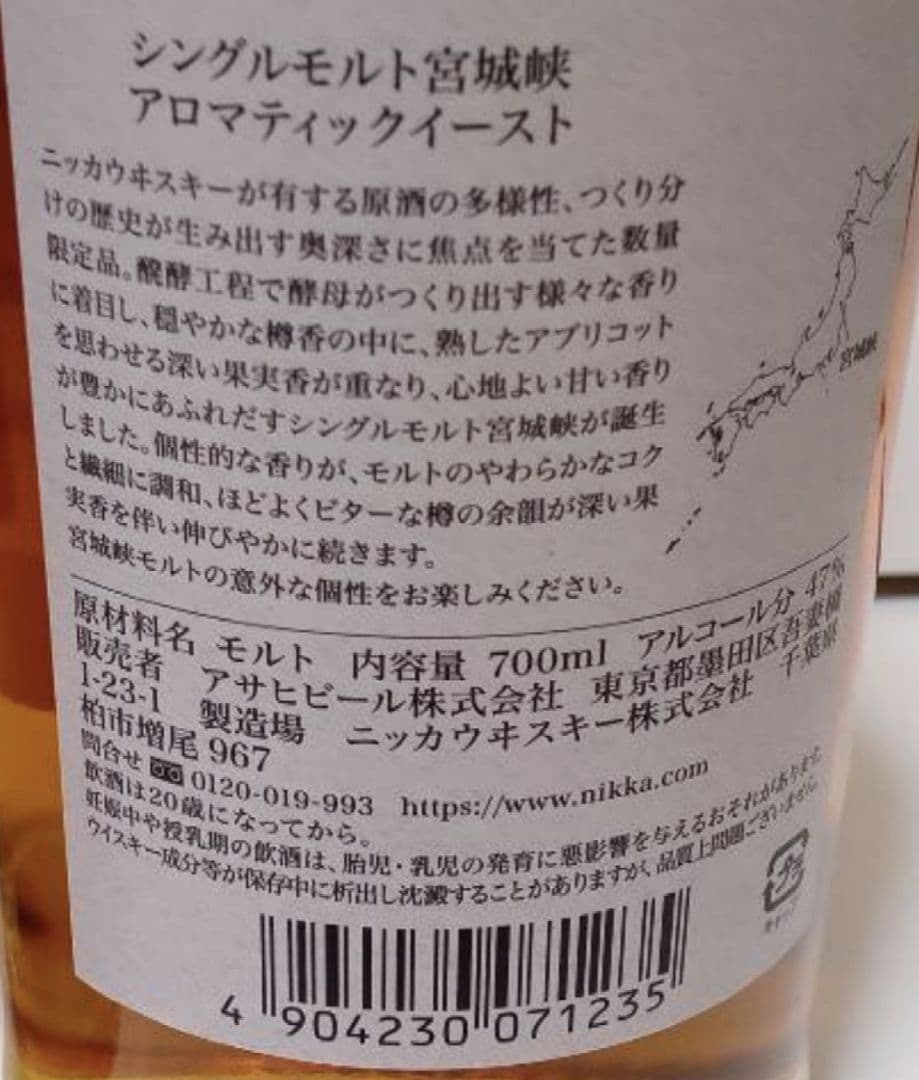 シングルモルト宮城峡
アロマティックイースト
ニッカウヰスキーが有する原酒の多様性、つくり分
けの歴史が生み出す奥深さに焦点を当てた数量
限定品。醗酵工程で酵母がつくり出す様々な香り
に着目し、穏やかな樽香の中に、熟したアプリコット
を思わせる深い果実香が重なり、心地よい甘い香り
が豊かにあふれだすシングルモルト宮城峡が誕生
しました。個性的な香りが、モルトのやわらかなコク
と繊細に調和、ほどよくビターな樽の余韻が深い果
実香を伴い伸びやかに続きます。
宮城峡モルトの意外な個性をお楽しみください。
宮城峡
原材料名 モルト 内容量 700ml アルコール分 47%
販売者 アサヒビール株式会社 東京都墨田区吾妻橋
1-23-1 製造場 ニッカウヰスキー株式会社 千葉県
柏市増尾 967
問合せ 0120-019-993 https://www.nikka.com
飲酒は20歳になってから。
妊娠中や授乳期の飲酒は、胎児・乳児の発育に悪影響を与えるおそれがあります。
ウイスキー成分等が保存中に析出し沈澱することがありますが、品質上問題ございません。
プラ
キャップ
4 904230 071235